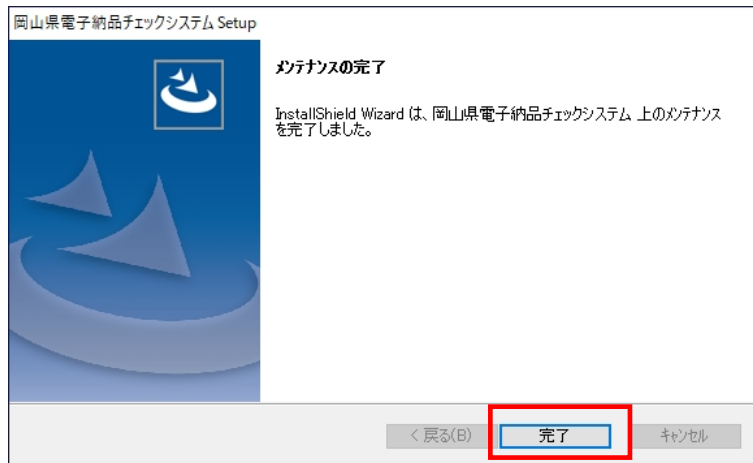 岡山県電子納品チェックシステム Setup
メンテナンスの完了
InstallShield Wizard は、岡山県電子納品チェックシステム 上のメンテナンス
を完了しました。
< 戻る(B)
完了
キャンセル